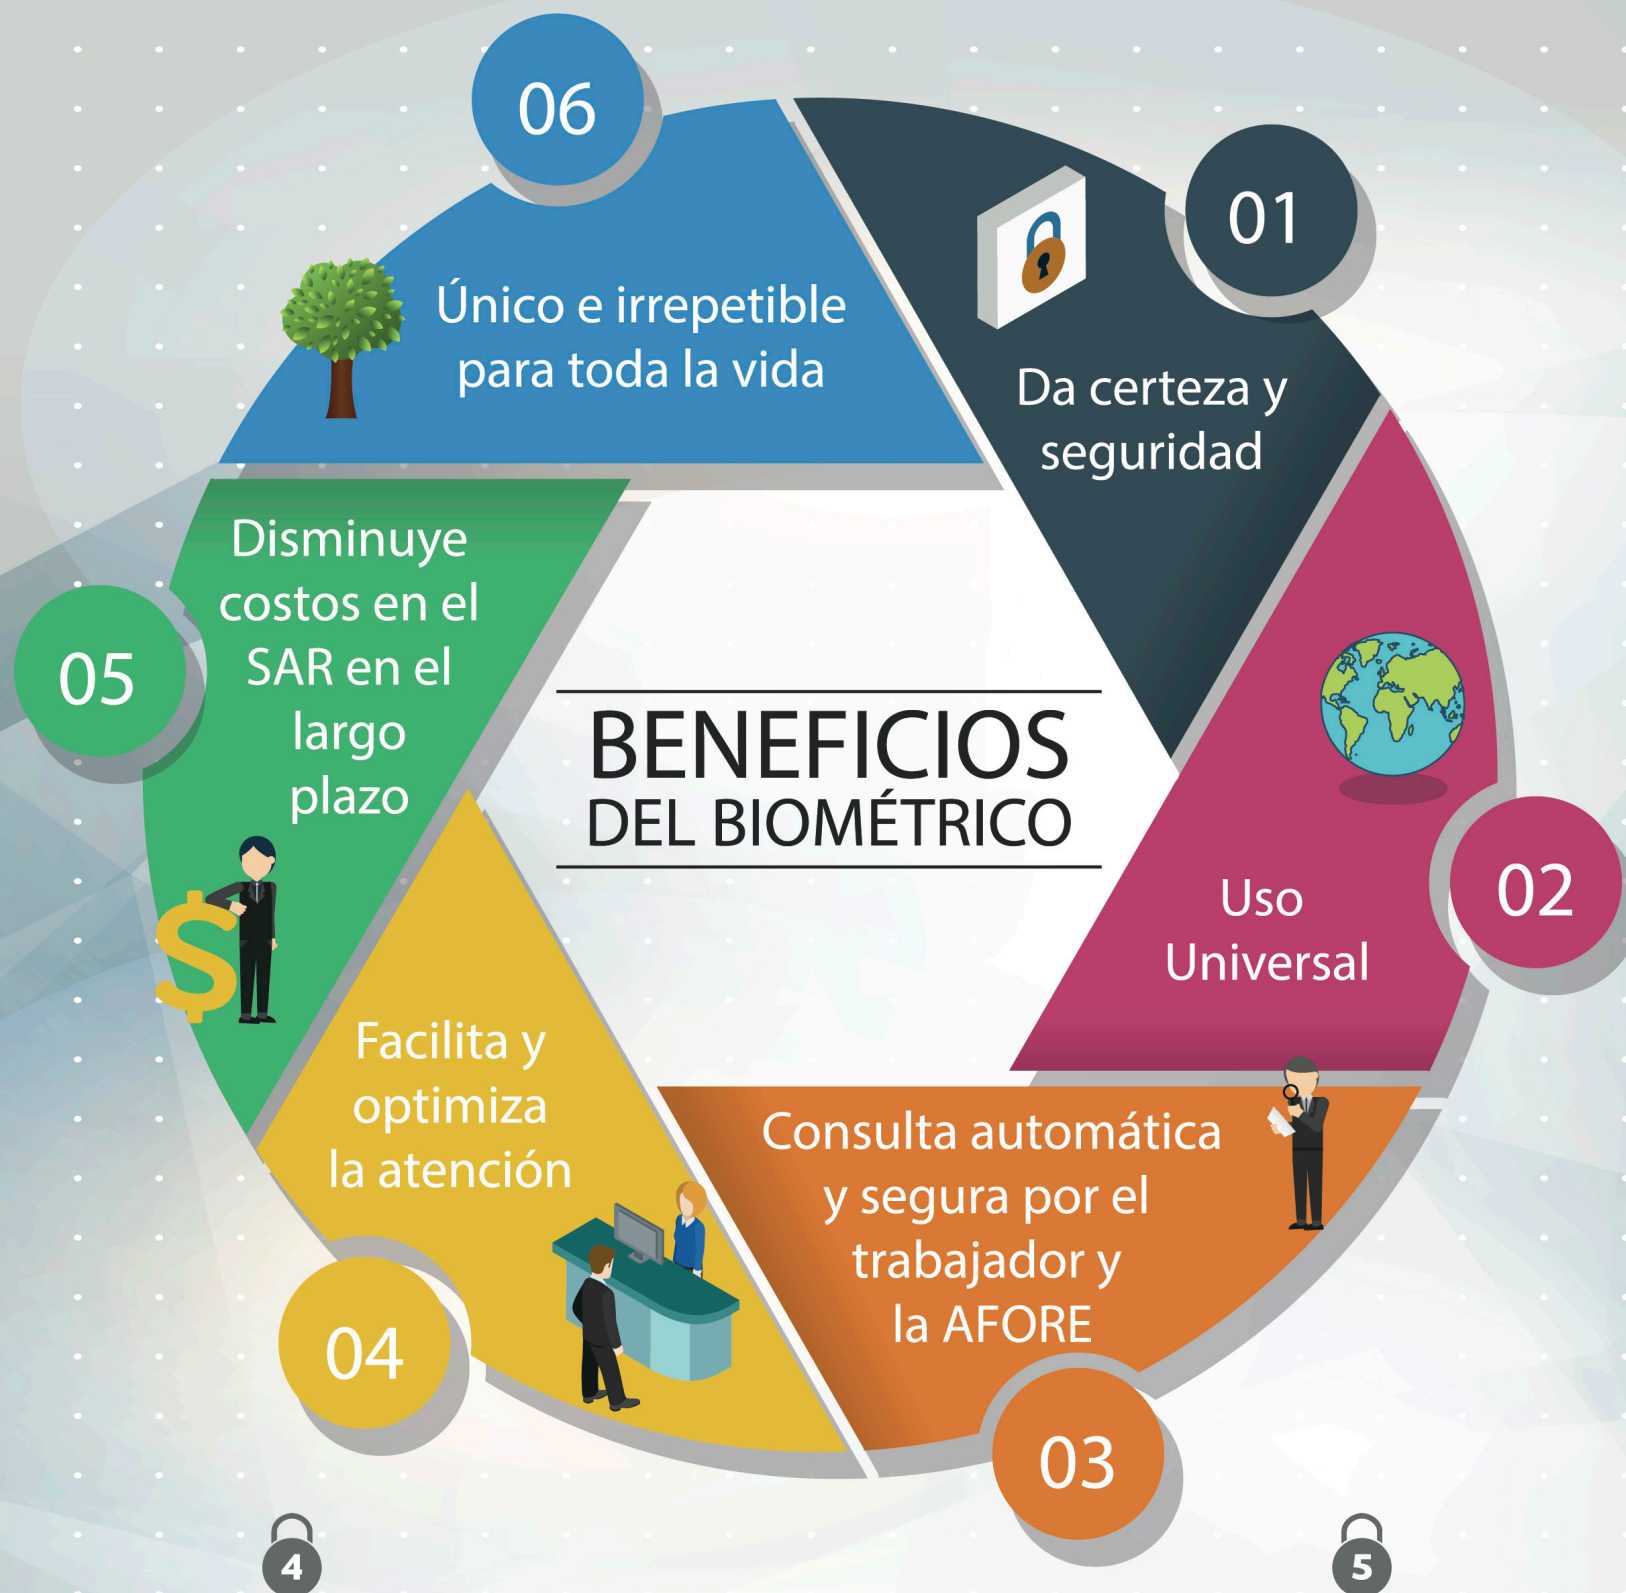 BENEFICIOS
DEL BIOMÉTRICO
01
Da certeza y
seguridad
02
Uso
Universal
03
Consulta automática
y segura por el
trabajador y
la AFORE
04
Facilita y
optimiza
la atención
05
Disminuye
costos en el
SAR en el
largo
plazo
$
06
Único e irrepetible
para toda la vida
4
5